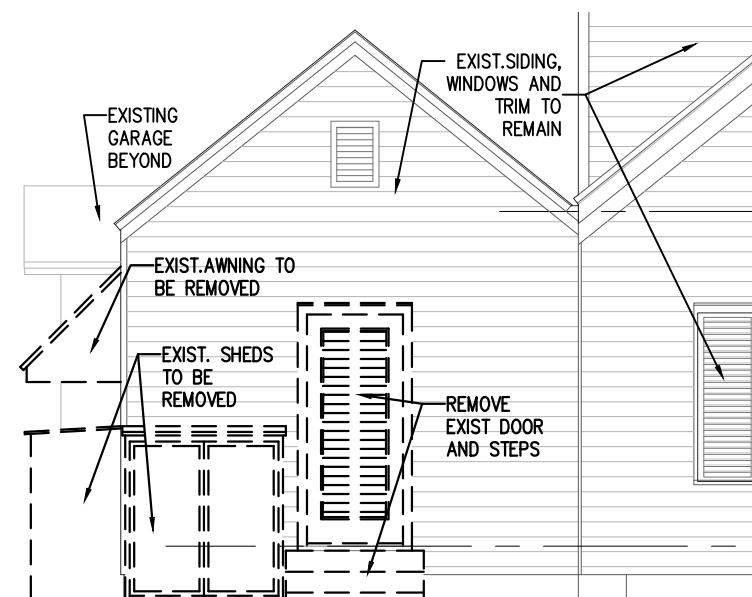 EXIST.SIDING,
WINDOWS AND
TRIM TO
REMAIN
EXISTING
GARAGE
BEYOND
EXIST.AWNING TO
BE REMOVED
EXIST. SHEDS
TO BE
REMOVED
REMOVE
EXIST DOOR
AND STEPS